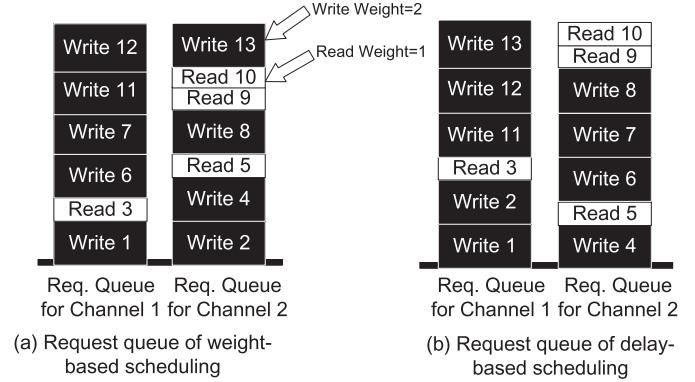 Write Weight=2
Read Weight=1
Write 12
Write 11
Write 7
Write 6
Read 3
Write 1
Write 13
Read 10
Read 9
Write 8
Read 5
Write 4
Write 2
Req. Queue
for Channel 1
Req. Queue
for Channel 2
(a) Request queue of weight-
based scheduling
Write 13
Write 12
Write 11
Read 3
Write 2
Write 1
Read 10
Read 9
Write 8
Write 7
Write 6
Read 5
Write 4
Req. Queue
for Channel 1
Req. Queue
for Channel 2
(b) Request queue of delay-
based scheduling